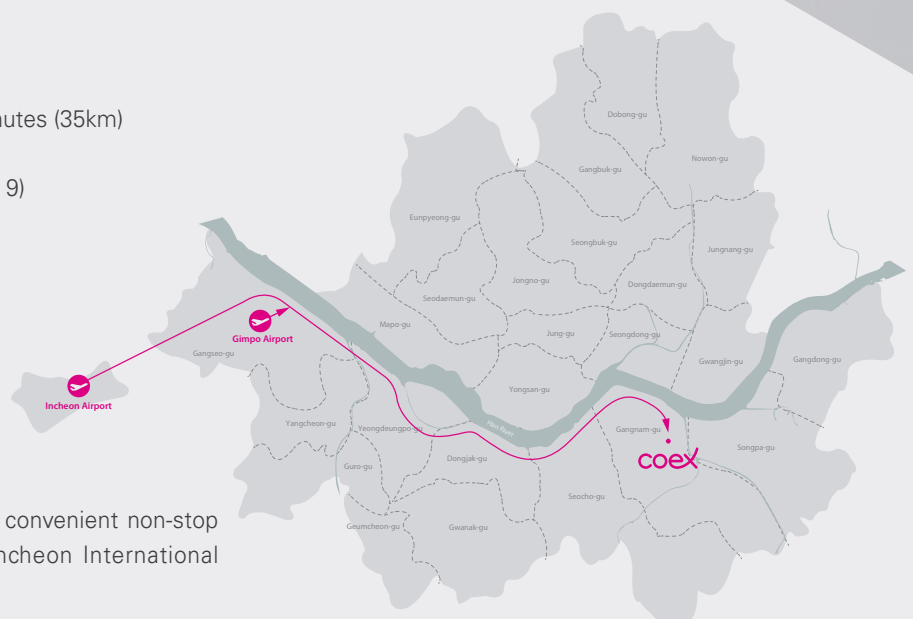 nutes (35km)
9)
Dobong-gu
Nowon-gu
Gangbuk-gu
Eunpyeong-gu
Seongbuk-gu
Jungnang-gu
Jongno-gu
Dongdaemun-gu
Seodaemun-gu
Mapo-gu
Jung-gu
Seongdong-gu
Gimpo Airport
Gangseo-gu
Gwangjin-gu
Gangdong-gu
Yongsan-gu
Incheon Airport
Yangcheon-gu
Yeongdeungpo-gu
Han River
Gangnam-gu
Songpa-gu
Guro-gu
Dongjak-gu
coex
Seocho-gu
Geumcheon-gu
Gwanak-gu
convenient non-stop
ncheon International